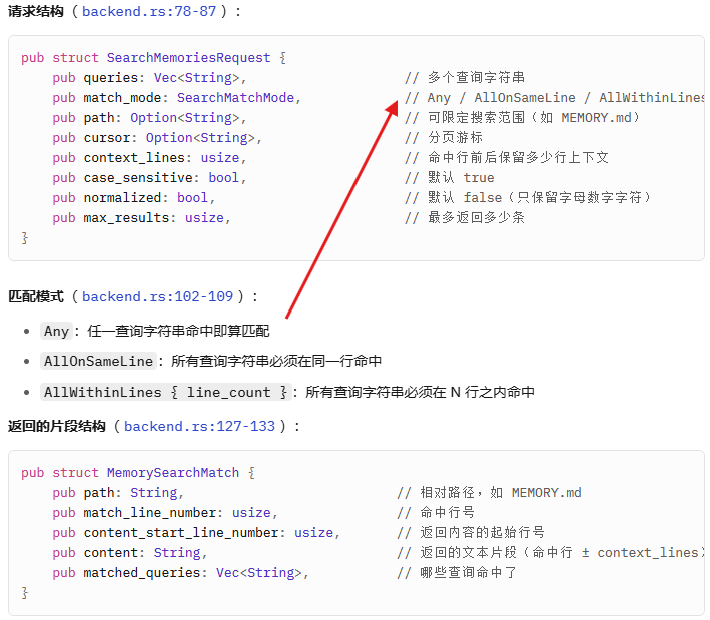 请求结构（backend.rs:78-87）:
pub struct SearchMemoriesRequest {
    pub queries: Vec<String>,                    // 多个查询字符串
    pub match_mode: SearchMatchMode,             // Any / AllOnSameLine / AllWithinLines
    pub path: Option<String>,                    // 可限定搜索范围（如 MEMORY.md）
    pub cursor: Option<String>,                  // 分页游标
    pub context_lines: usize,                    // 命中行前后保留多少行上下文
    pub case_sensitive: bool,                    // 默认 true
    pub normalized: bool,                        // 默认 false（只保留字母数字字符）
    pub max_results: usize,                      // 最多返回多少条
}
匹配模式（backend.rs:102-109）:
• Any: 任一查询字符串命中即算匹配
• AllOnSameLine: 所有查询字符串必须在同一行命中
• AllWithinLines { line_count }: 所有查询字符串必须在 N 行之内命中
返回的片段结构（backend.rs:127-133）:
pub struct MemorySearchMatch {
    pub path: String,                           // 相对路径，如 MEMORY.md
    pub match_line_number: usize,               // 命中行号
    pub content_start_line_number: usize,       // 返回内容的起始行号
    pub content: String,                        // 返回的文本片段（命中行 ± context_lines）
    pub matched_queries: Vec<String>,           // 哪些查询命中了
}